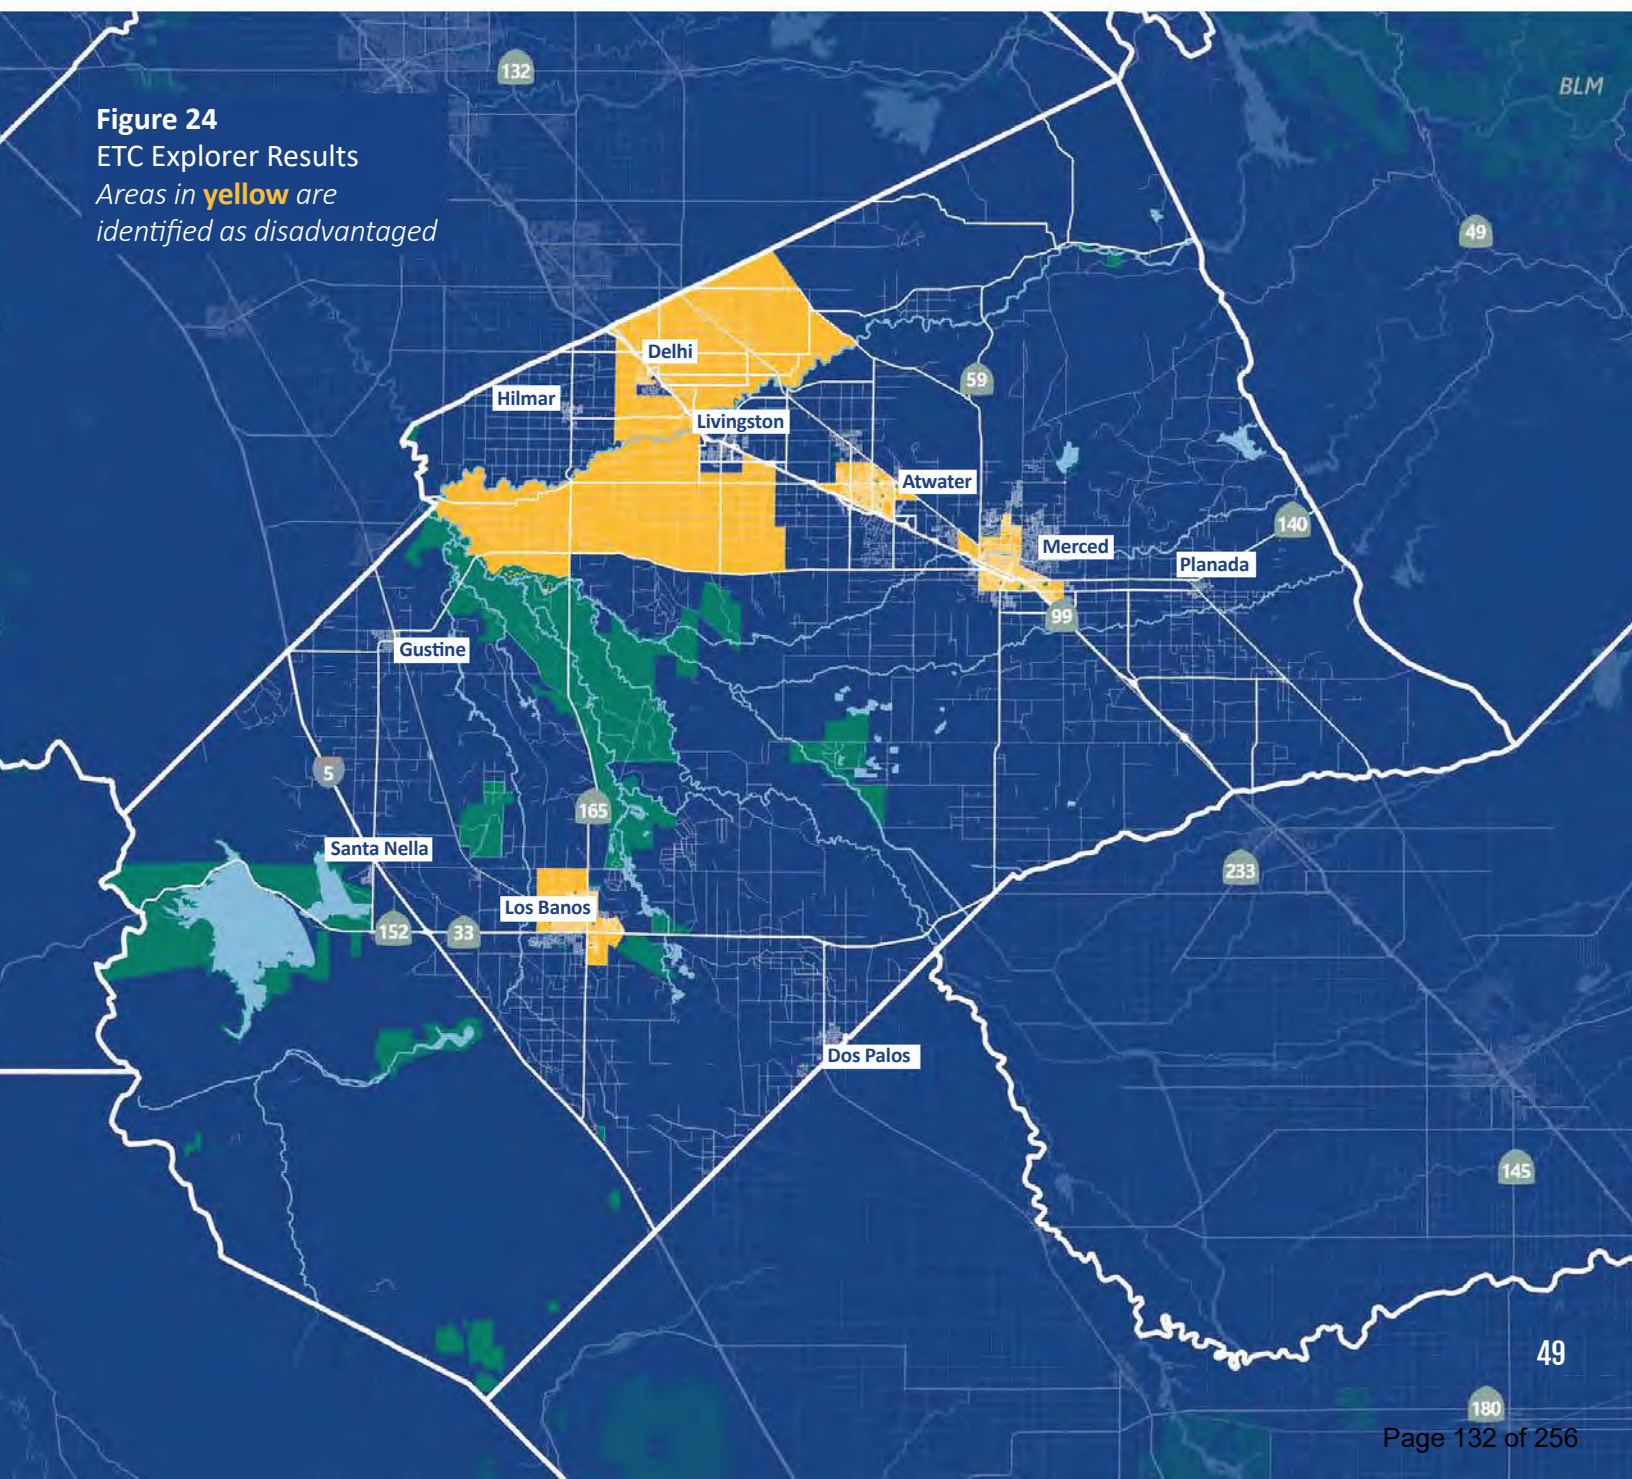 132
BLM
Figure 24
ETC Explorer Results
Areas in yellow are
identified as disadvantaged
49
Delhi
59
Hilmar
Livingston
Atwater
140
Merced
Planada
99
Gustine
5
165
Santa Nella
233
Los Banos
152
33
Dos Palos
145
49
180
Page 132 of 256